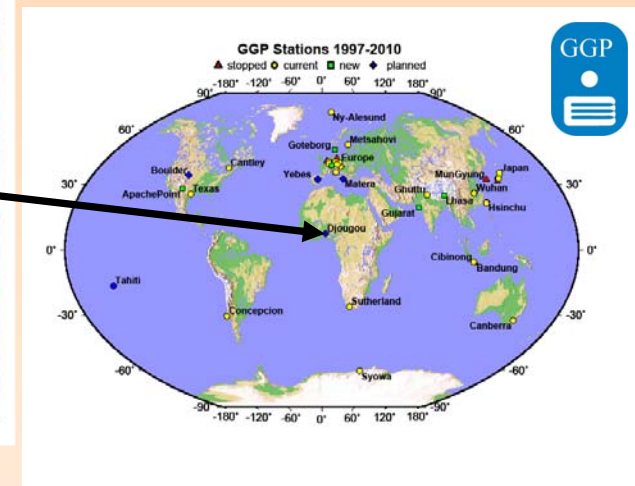 GGP Stations 1997-2010
stopped current new planned
GGP
-180° -120° -60° 0° 60° 120° 180°
90° 90°
Ny-Alesund
60° 60°
Goteborg Metsahovi
Boulder Cantley Europe MunGyung Japan
Yebes Matera Ghuttu Wuhan
30° 30°
ApachePoint Texas Lhasa Hsinchu
Gujarat
Djougou
0° 0°
Cibinong
Bandung
Tahiti
Sutherland
-30° Concepcion -30°
Canberra
-60° -60°
Syowa
-90 -90
-180° -120° -60° 0° 60° 120° 180°